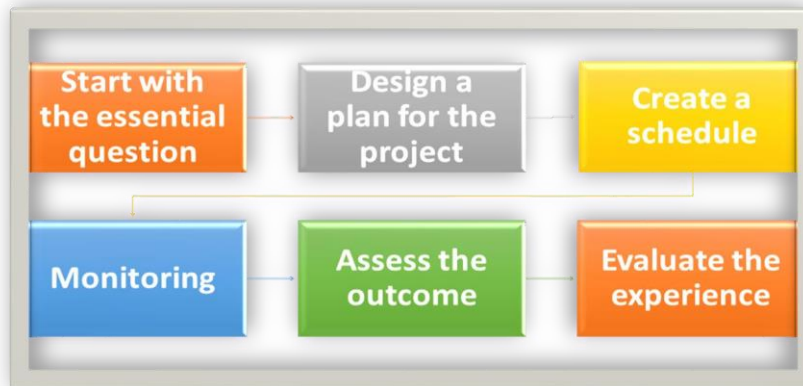 Start with
the essential
question
Design a
plan for the
project
Create a
schedule
Monitoring
Assess the
outcome
Evaluate the
experience